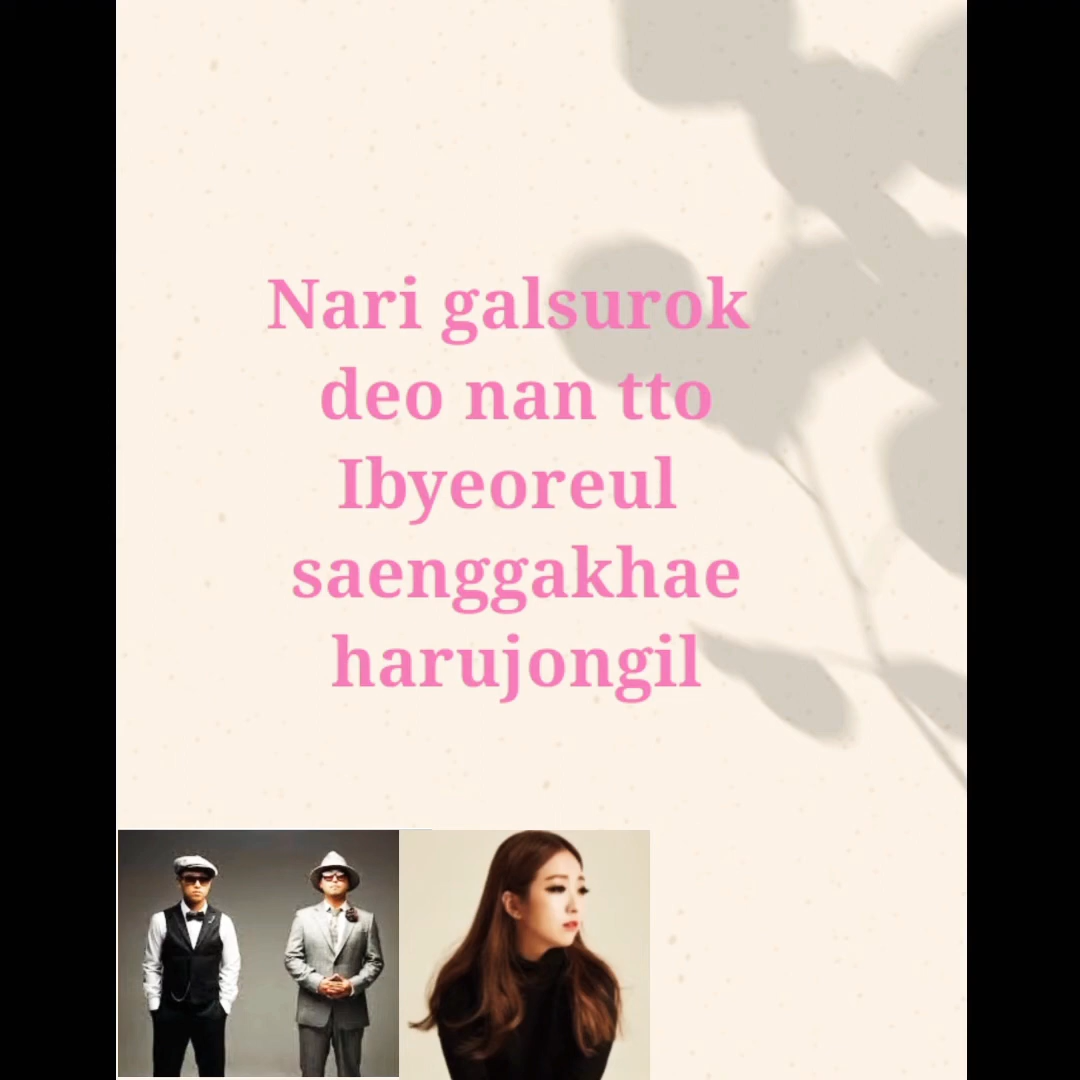 Nari galsurok
deo nan tto
Ibyeoreul
saenggakhae
harujongil